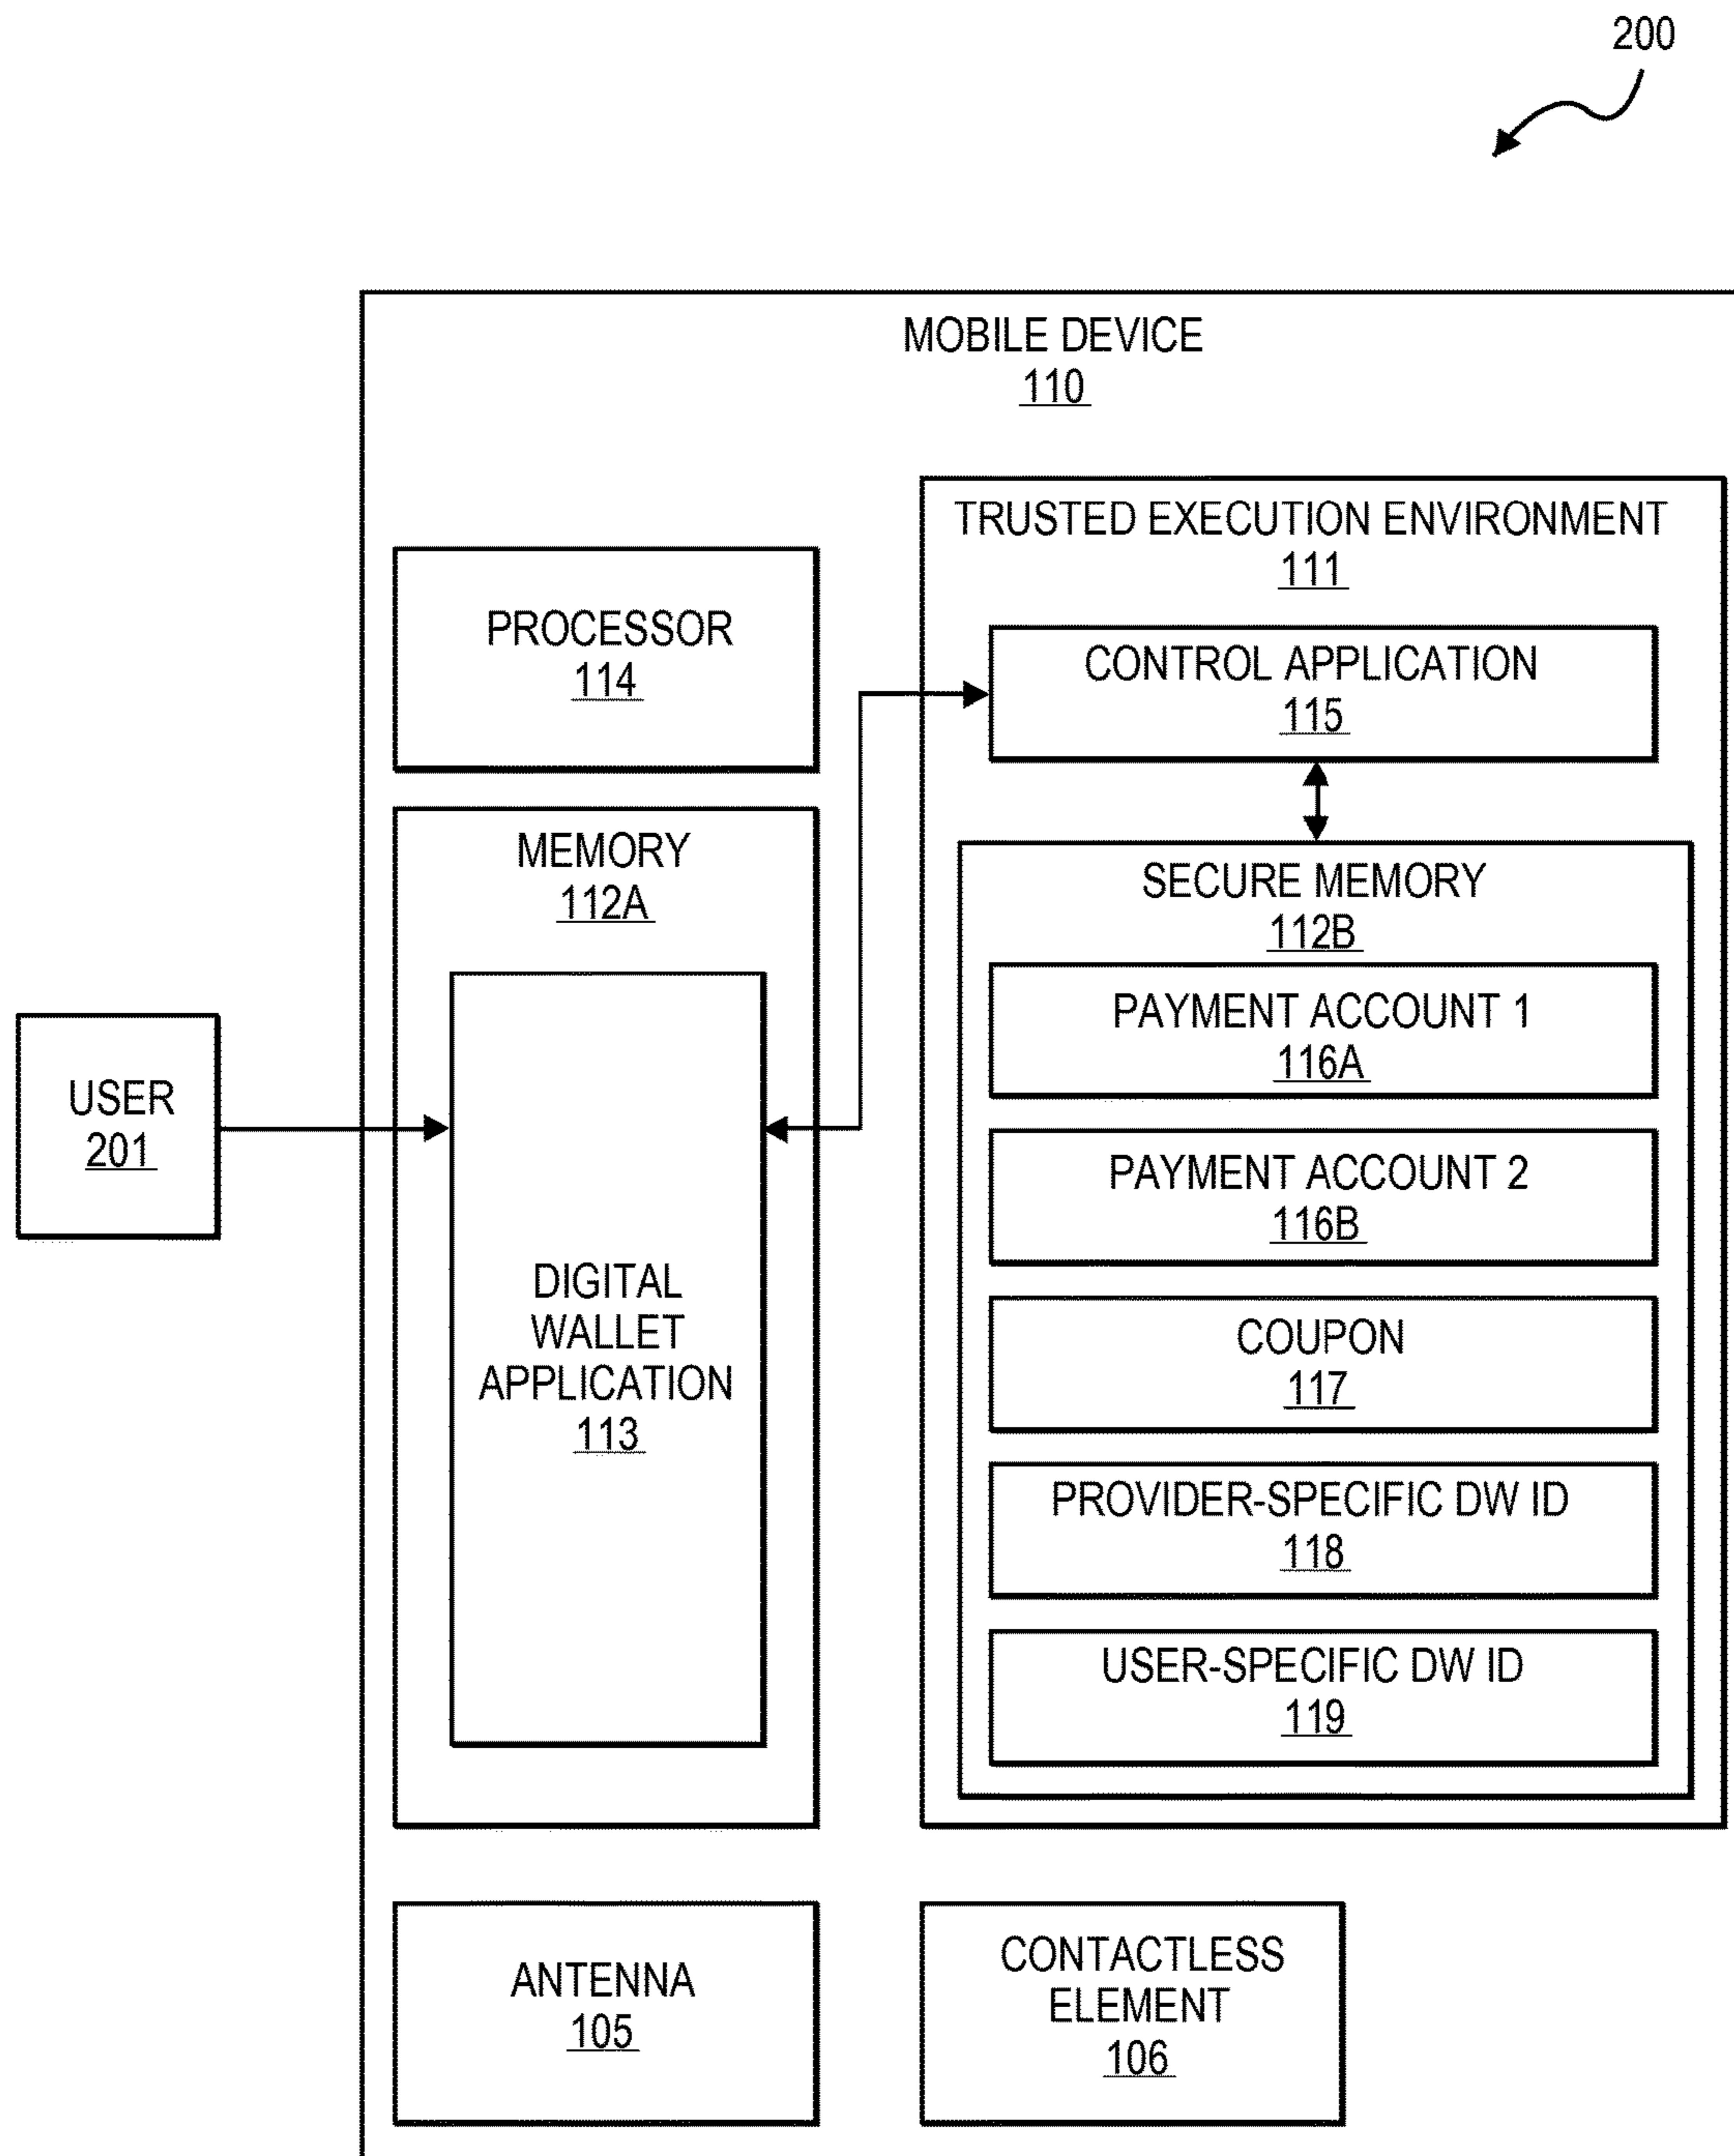 200
MOBILE DEVICE
110
TRUSTED EXECUTION ENVIRONMENT
111
PROCESSOR
114
CONTROL APPLICATION
115
MEMORY
112A
SECURE MEMORY
112B
PAYMENT ACCOUNT 1
116A
USER
201
PAYMENT ACCOUNT 2
116B
DIGITAL
WALLET
APPLICATION
113
COUPON
117
PROVIDER-SPECIFIC DW ID
118
USER-SPECIFIC DW ID
119
ANTENNA
105
CONTACTLESS
ELEMENT
106